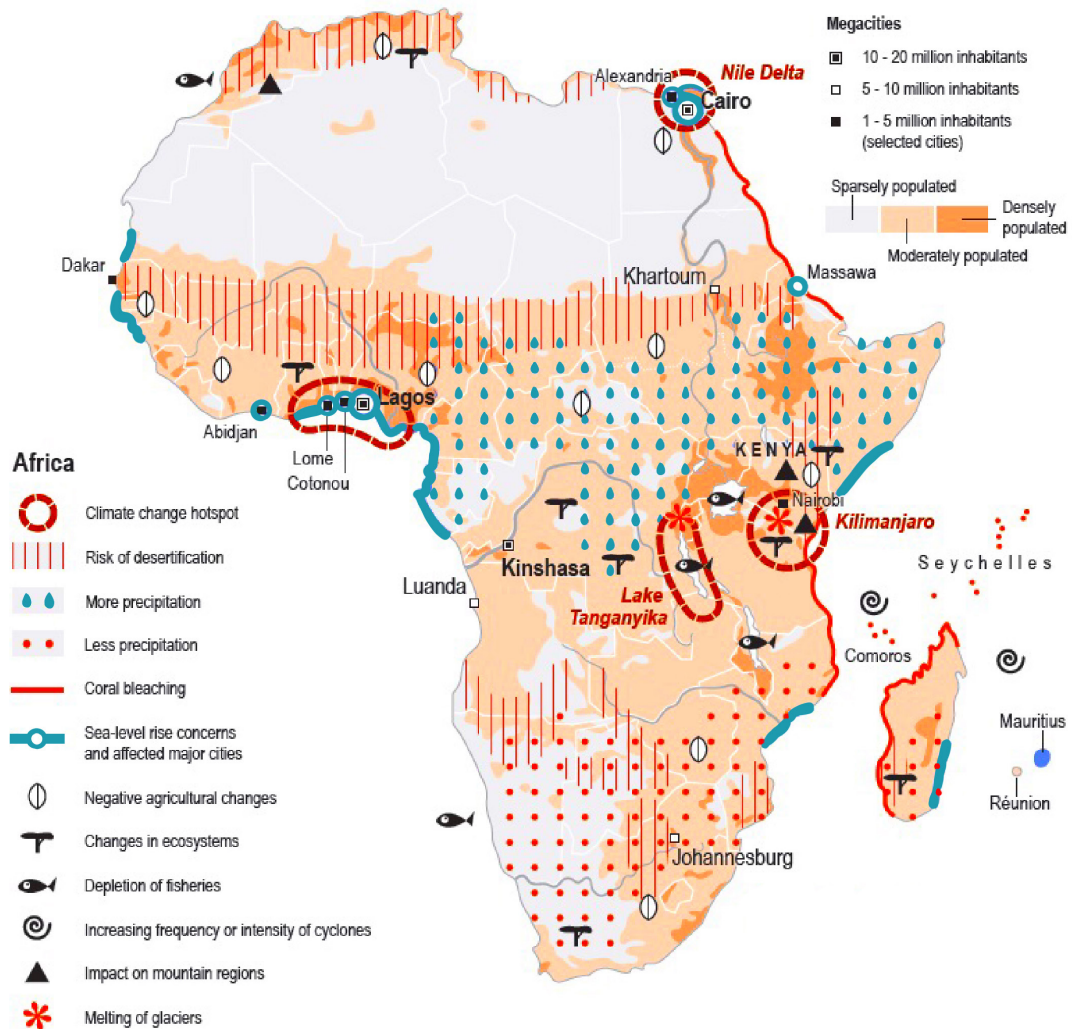 Megacities
10 - 20 million inhabitants
5 - 10 million inhabitants
1 - 5 million inhabitants
(selected cities)
Sparsely populated
Densely
populated
Moderately populated
Nile Delta
Alexandria
Cairo
Dakar
Khartoum
Massawa
Lagos
Abidjan
Lome
Cotonou
KENYA
Nairobi
Kilimanjaro
Kinshasa
Luanda
Lake
Tanganyika
Seychelles
Comoros
Mauritius
Réunion
Johannesburg
Africa
Climate change hotspot
Risk of desertification
More precipitation
Less precipitation
Coral bleaching
Sea-level rise concerns
and affected major cities
Negative agricultural changes
Changes in ecosystems
Depletion of fisheries
Increasing frequency or intensity of cyclones
Impact on mountain regions
Melting of glaciers